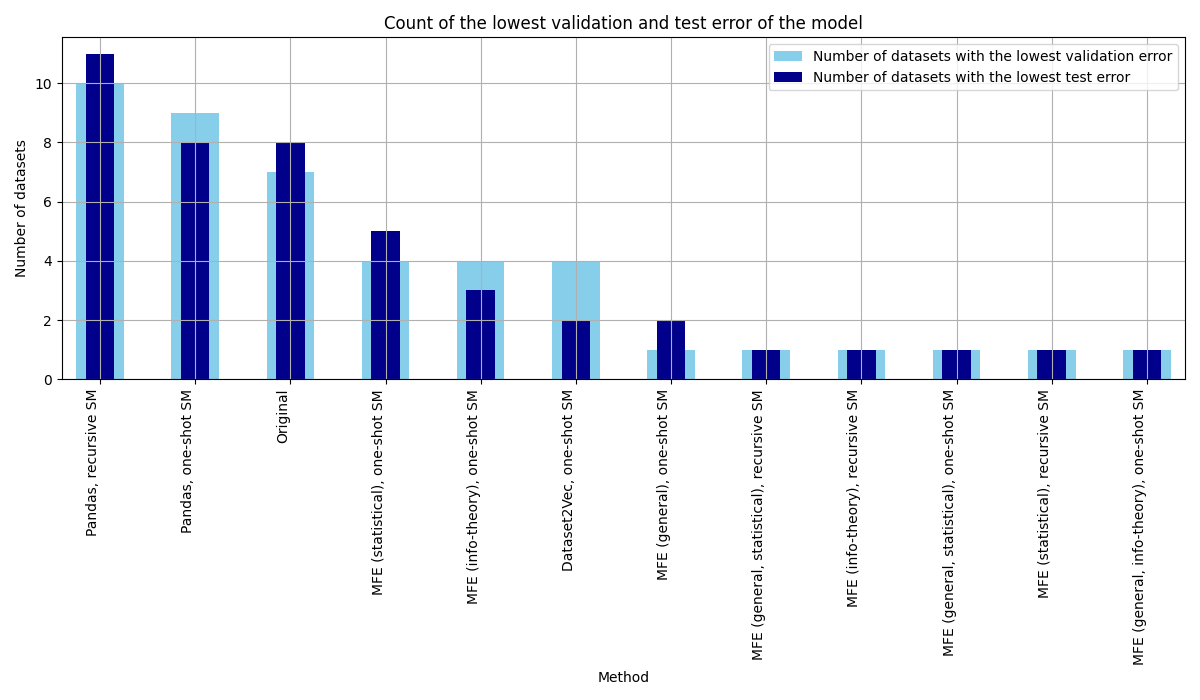 Count of the lowest validation and test error of the model
Number of datasets with the lowest validation error
Number of datasets with the lowest test error
Number of datasets
10
8
6
4
2
0
Pandas, recursive SM
Pandas, one-shot SM
Original
MFE (statistical), one-shot SM
MFE (info-theory), one-shot SM
Dataset2Vec, one-shot SM
MFE (general), one-shot SM
MFE (general, statistical), recursive SM
MFE (info-theory), recursive SM
MFE (general, statistical), one-shot SM
MFE (statistical), recursive SM
MFE (general, info-theory), one-shot SM
Method